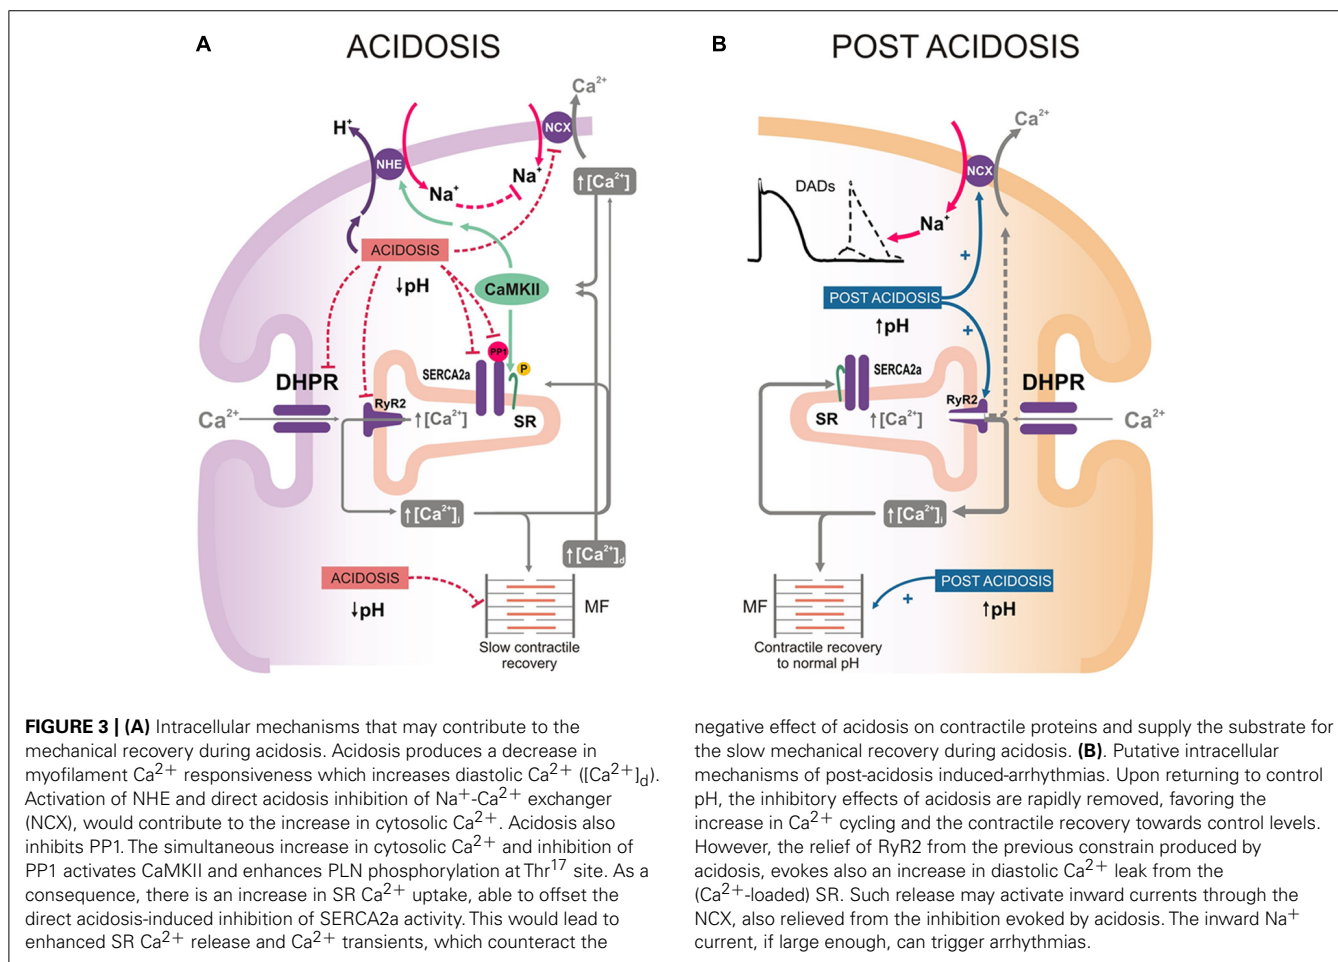 A ACIDOSIS
Ca2+
H+
NCX
NHE
Na+
Na+
↑[Ca2+]
ACIDOSIS
↓pH
CaMKII
PP1
P
SERCA2a
DHPR
RyR2
Ca2+
↑[Ca2+]
SR
↑[Ca2+]i
↑[Ca2+]d
ACIDOSIS
↓pH
MF
Slow contractile
recovery
B POST ACIDOSIS
Ca2+
NCX
DADs
Na+
+
POST ACIDOSIS
↑pH
+
SERCA2a
RyR2
DHPR
SR
↑[Ca2+]
Ca2+
↑[Ca2+]i
POST ACIDOSIS
+
↑pH
MF
Contractile recovery
to normal pH
FIGURE 3 | (A) Intracellular mechanisms that may contribute to the
mechanical recovery during acidosis. Acidosis produces a decrease in
myofilament Ca2+ responsiveness which increases diastolic Ca2+ ([Ca2+]d).
Activation of NHE and direct acidosis inhibition of Na+-Ca2+ exchanger
(NCX), would contribute to the increase in cytosolic Ca2+. Acidosis also
inhibits PP1. The simultaneous increase in cytosolic Ca2+ and inhibition of
PP1 activates CaMKII and enhances PLN phosphorylation at Thr17 site. As a
consequence, there is an increase in SR Ca2+ uptake, able to offset the
direct acidosis-induced inhibition of SERCA2a activity. This would lead to
enhanced SR Ca2+ release and Ca2+ transients, which counteract the
negative effect of acidosis on contractile proteins and supply the substrate for
the slow mechanical recovery during acidosis. (B). Putative intracellular
mechanisms of post-acidosis induced-arrhythmias. Upon returning to control
pH, the inhibitory effects of acidosis are rapidly removed, favoring the
increase in Ca2+ cycling and the contractile recovery towards control levels.
However, the relief of RyR2 from the previous constrain produced by
acidosis, evokes also an increase in diastolic Ca2+ leak from the
(Ca2+-loaded) SR. Such release may activate inward currents through the
NCX, also relieved from the inhibition evoked by acidosis. The inward Na+
current, if large enough, can trigger arrhythmias.